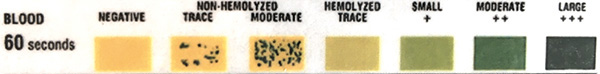 BLOOD
60 seconds
NEGATIVE
NON-HEMOLYZED
TRACE MODERATE
HEMOLYZED
TRACE
SMALL
+
MODERATE
++
LARGE
+++